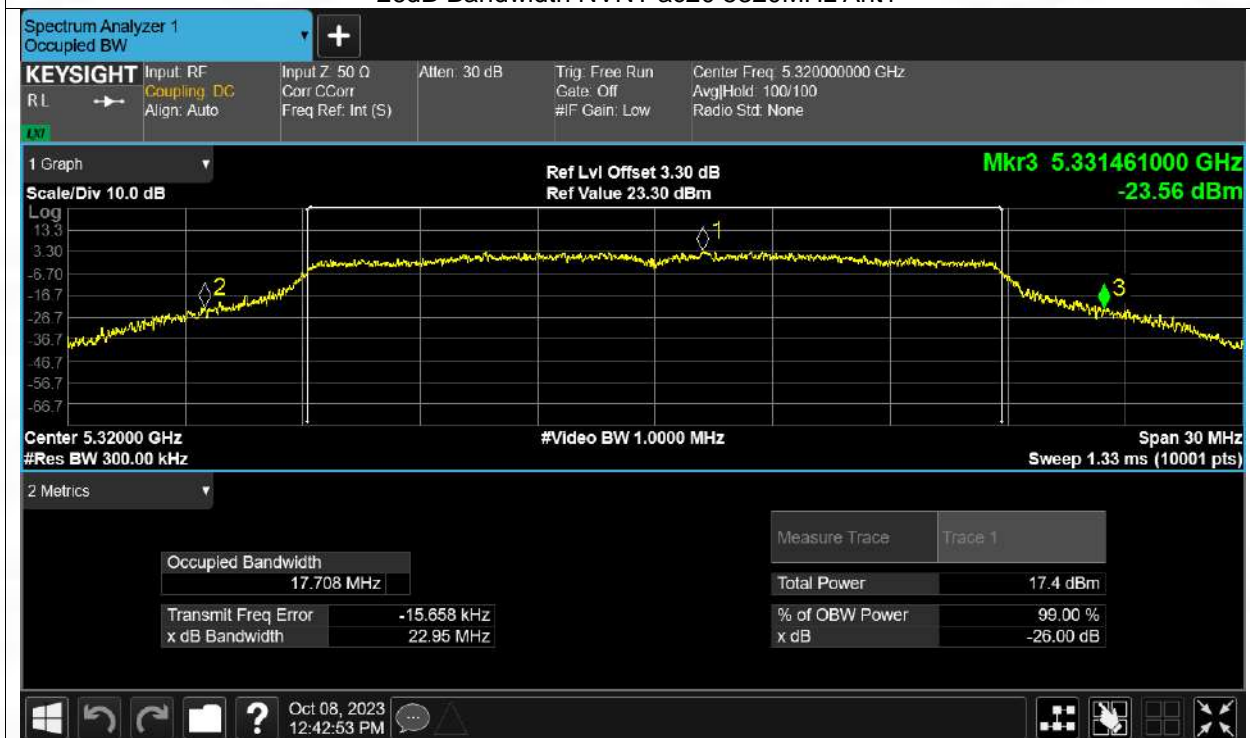 Spectrum Analyzer 1
Occupied BW
+
KEYSIGHT Input: RF Input Z: 50 Ω Atten: 30 dB Trig: Free Run Center Freq: 5.320000000 GHz
RL Coupling: DC Corr CCorr Gate: Off Avg|Hold: 100/100
Align: Auto Freq Ref: Int (S) #IF Gain: Low Radio Std: None
LXI
1 Graph Ref Lvl Offset 3.30 dB Mkr3 5.331461000 GHz
Scale/Div 10.0 dB Ref Value 23.30 dBm -23.56 dBm
Log
13.3
3.30
-6.70
-16.7
-26.7
-36.7
-46.7
-56.7
-66.7
1
2
3
Center 5.32000 GHz #Video BW 1.0000 MHz Span 30 MHz
#Res BW 300.00 kHz Sweep 1.33 ms (10001 pts)
2 Metrics
Measure Trace Trace 1
Occupied Bandwidth
17.708 MHz Total Power 17.4 dBm
Transmit Freq Error -15.658 kHz % of OBW Power 99.00 %
x dB Bandwidth 22.95 MHz x dB -26.00 dB
? Oct 08, 2023
12:42:53 PM